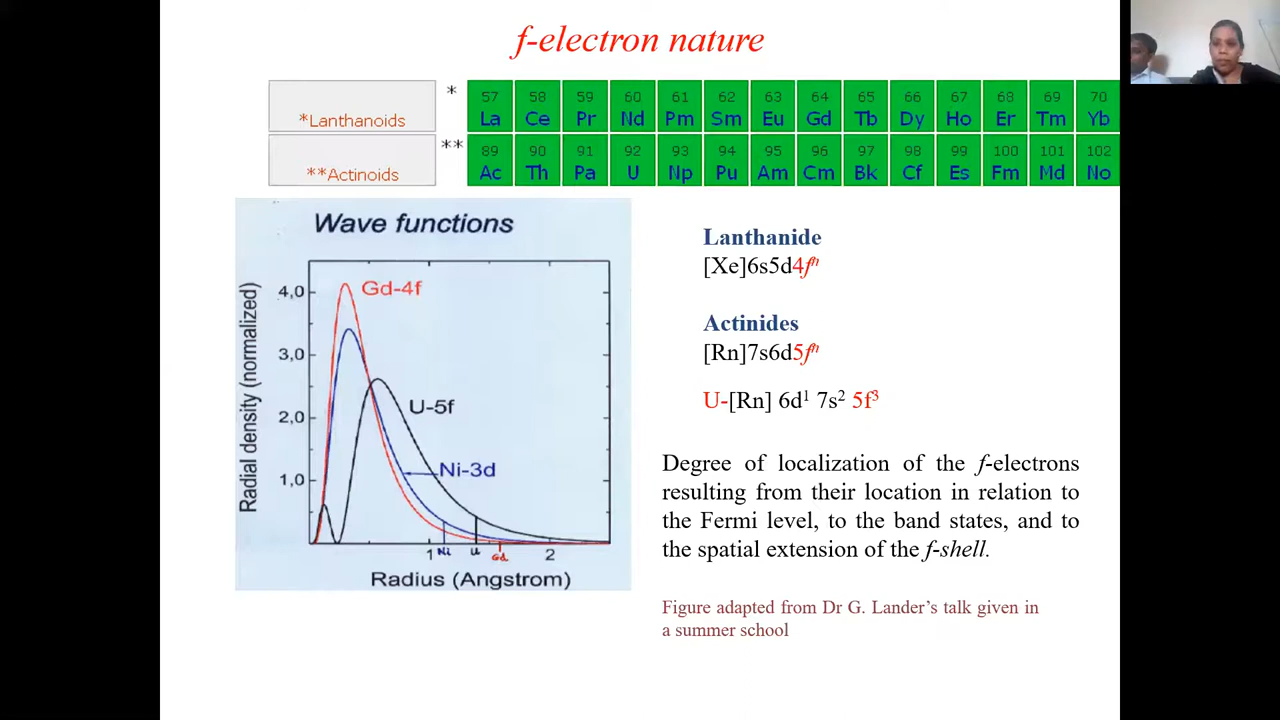 f-electron nature
*Lanthanoids * 57 58 59 60 61 62 63 64 65 66 67 68 69 70
La Ce Pr Nd Pm Sm Eu Gd Tb Dy Ho Er Tm Yb
**Actinoids ** 89 90 91 92 93 94 95 96 97 98 99 100 101 102
Ac Th Pa U Np Pu Am Cm Bk Cf Es Fm Md No
Wave functions
Radial density (normalized)
4,0
3,0
2,0
1,0
Gd-4f
U-5f
Ni-3d
1 Ni U Gd 2
Radius (Angstrom)
Lanthanide
[Xe]6s5d4fⁿ
Actinides
[Rn]7s6d5fⁿ
U-[Rn] 6d¹ 7s² 5f³
Degree of localization of the f-electrons
resulting from their location in relation to
the Fermi level, to the band states, and to
the spatial extension of the f-shell.
Figure adapted from Dr G. Lander's talk given in
a summer school